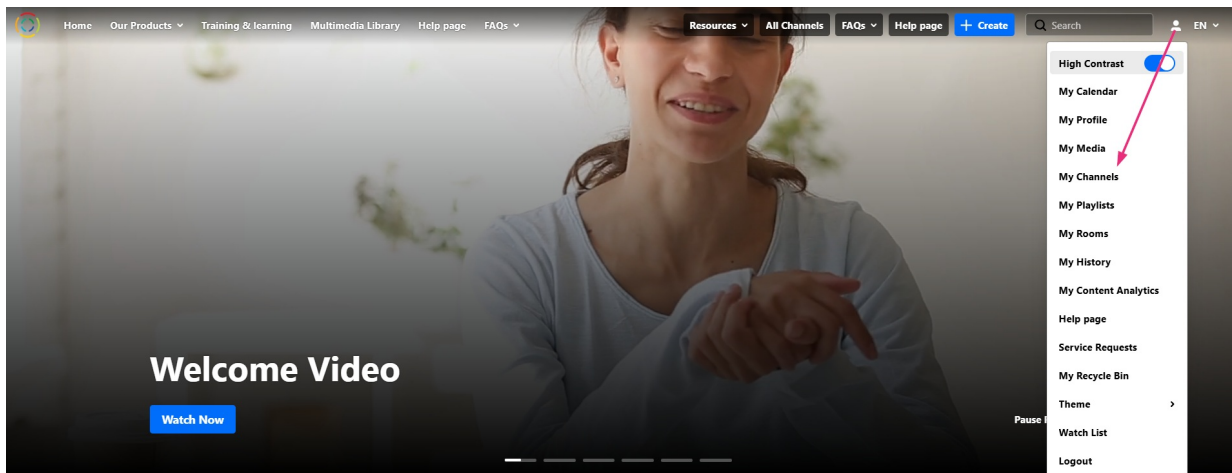 Home Our Products Training & learning Multimedia Library Help page FAQs Resources All Channels FAQs Help page + Create Search EN
High Contrast
My Calendar
My Profile
My Media
My Channels
My Playlists
My Rooms
My History
My Content Analytics
Help page
Service Requests
My Recycle Bin
Theme
Watch List
Logout
Welcome Video
Watch Now
Pause